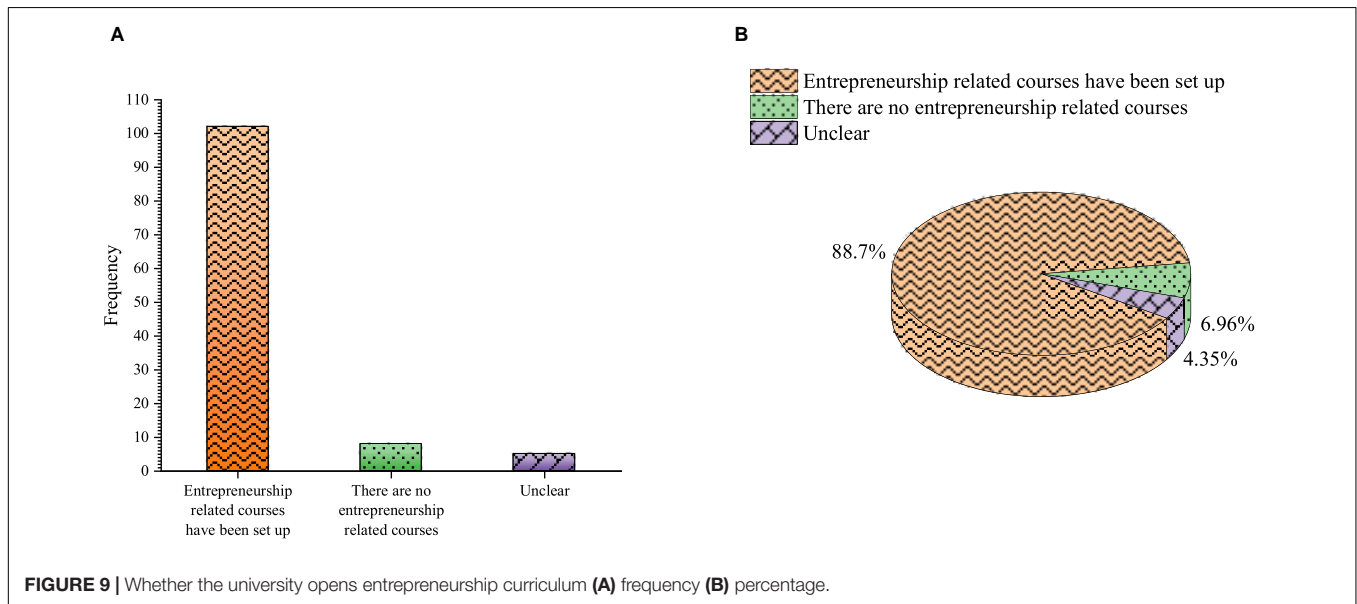 A
110
100
90
80
70
60
50
40
30
20
10
0
Frequency
Entrepreneurship
related courses
have been set up
There are no
entrepreneurship
related courses
Unclear
B
Entrepreneurship related courses have been set up
There are no entrepreneurship related courses
Unclear
88.7%
6.96%
4.35%
FIGURE 9 | Whether the university opens entrepreneurship curriculum (A) frequency (B) percentage.